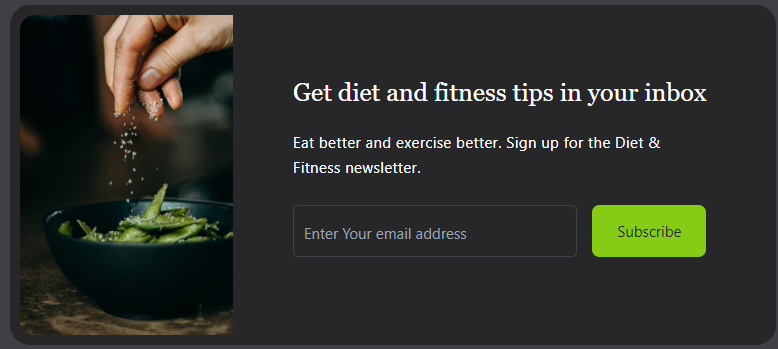 Get diet and fitness tips in your inbox
Eat better and exercise better. Sign up for the Diet &
Fitness newsletter.
Enter Your email address
Subscribe